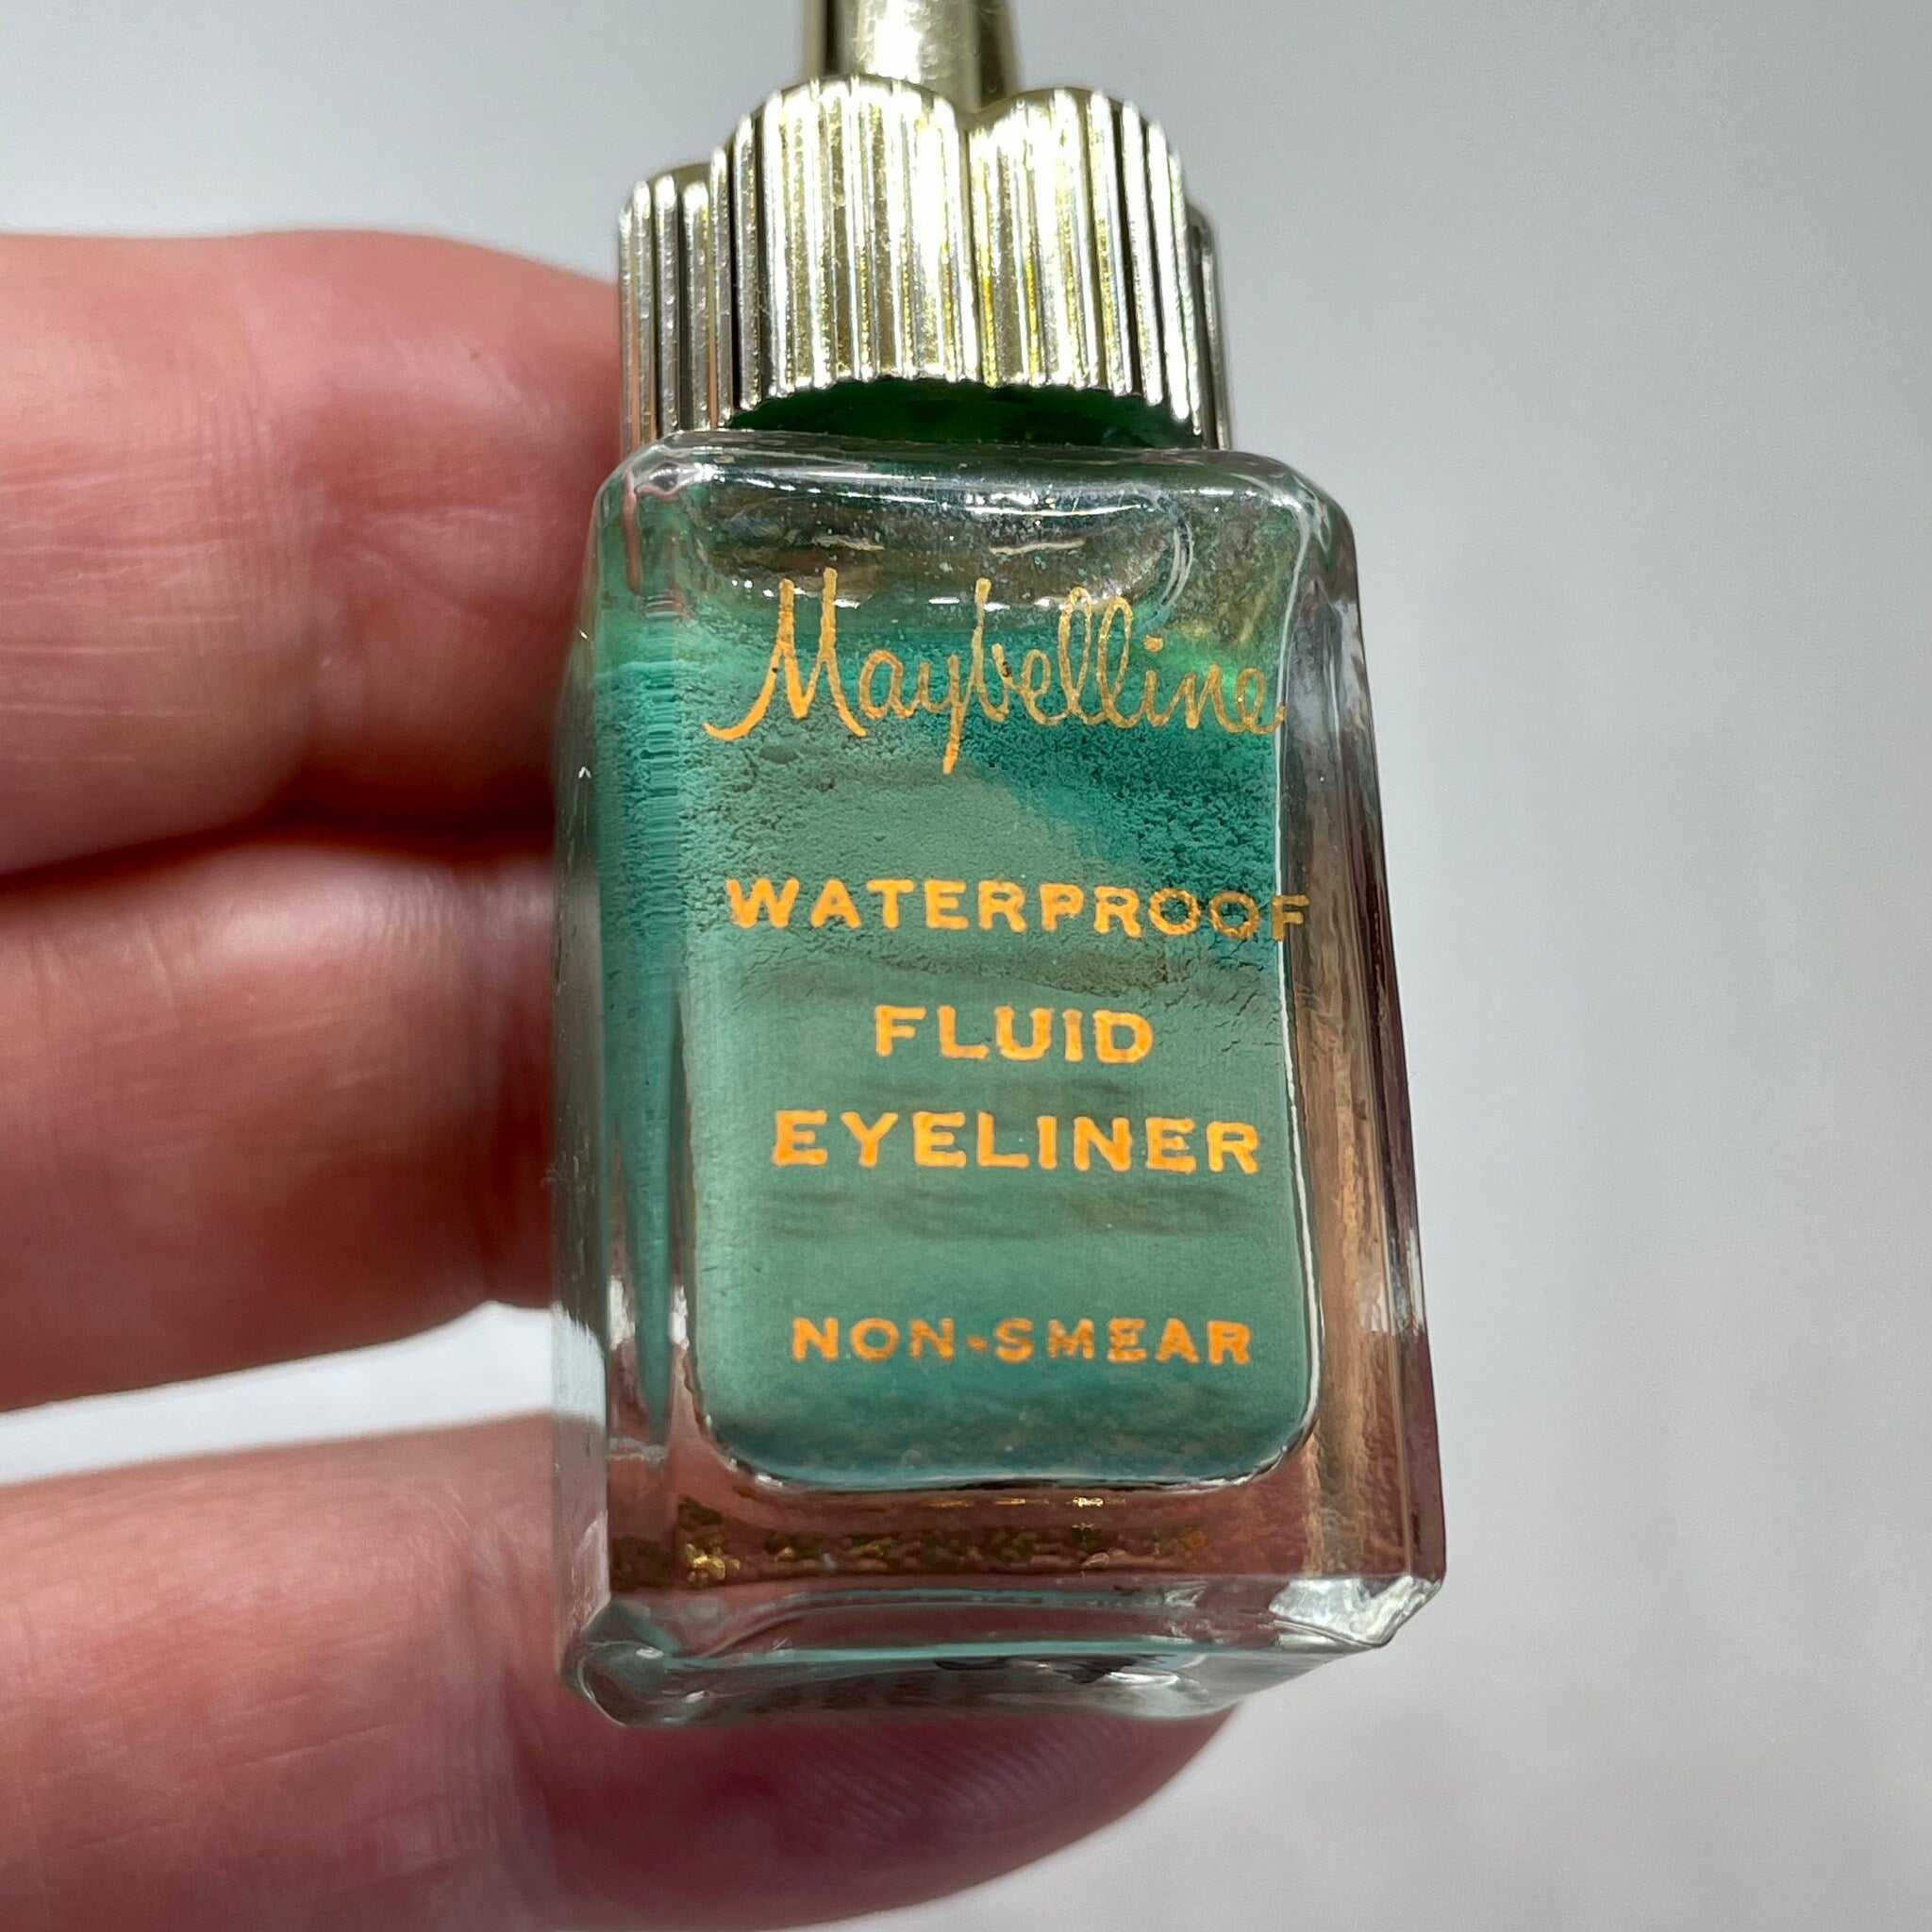 Maybelline
WATERPROOF
FLUID
EYELINER
NON-SMEAR